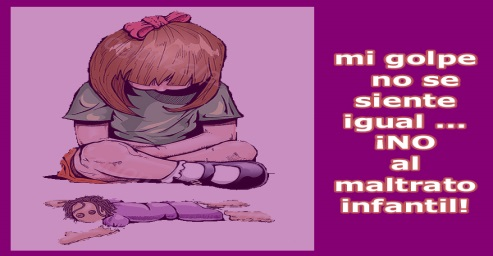 mi golpe
no se
siente
igual ...
¡NO
al
maltrato
infantil!